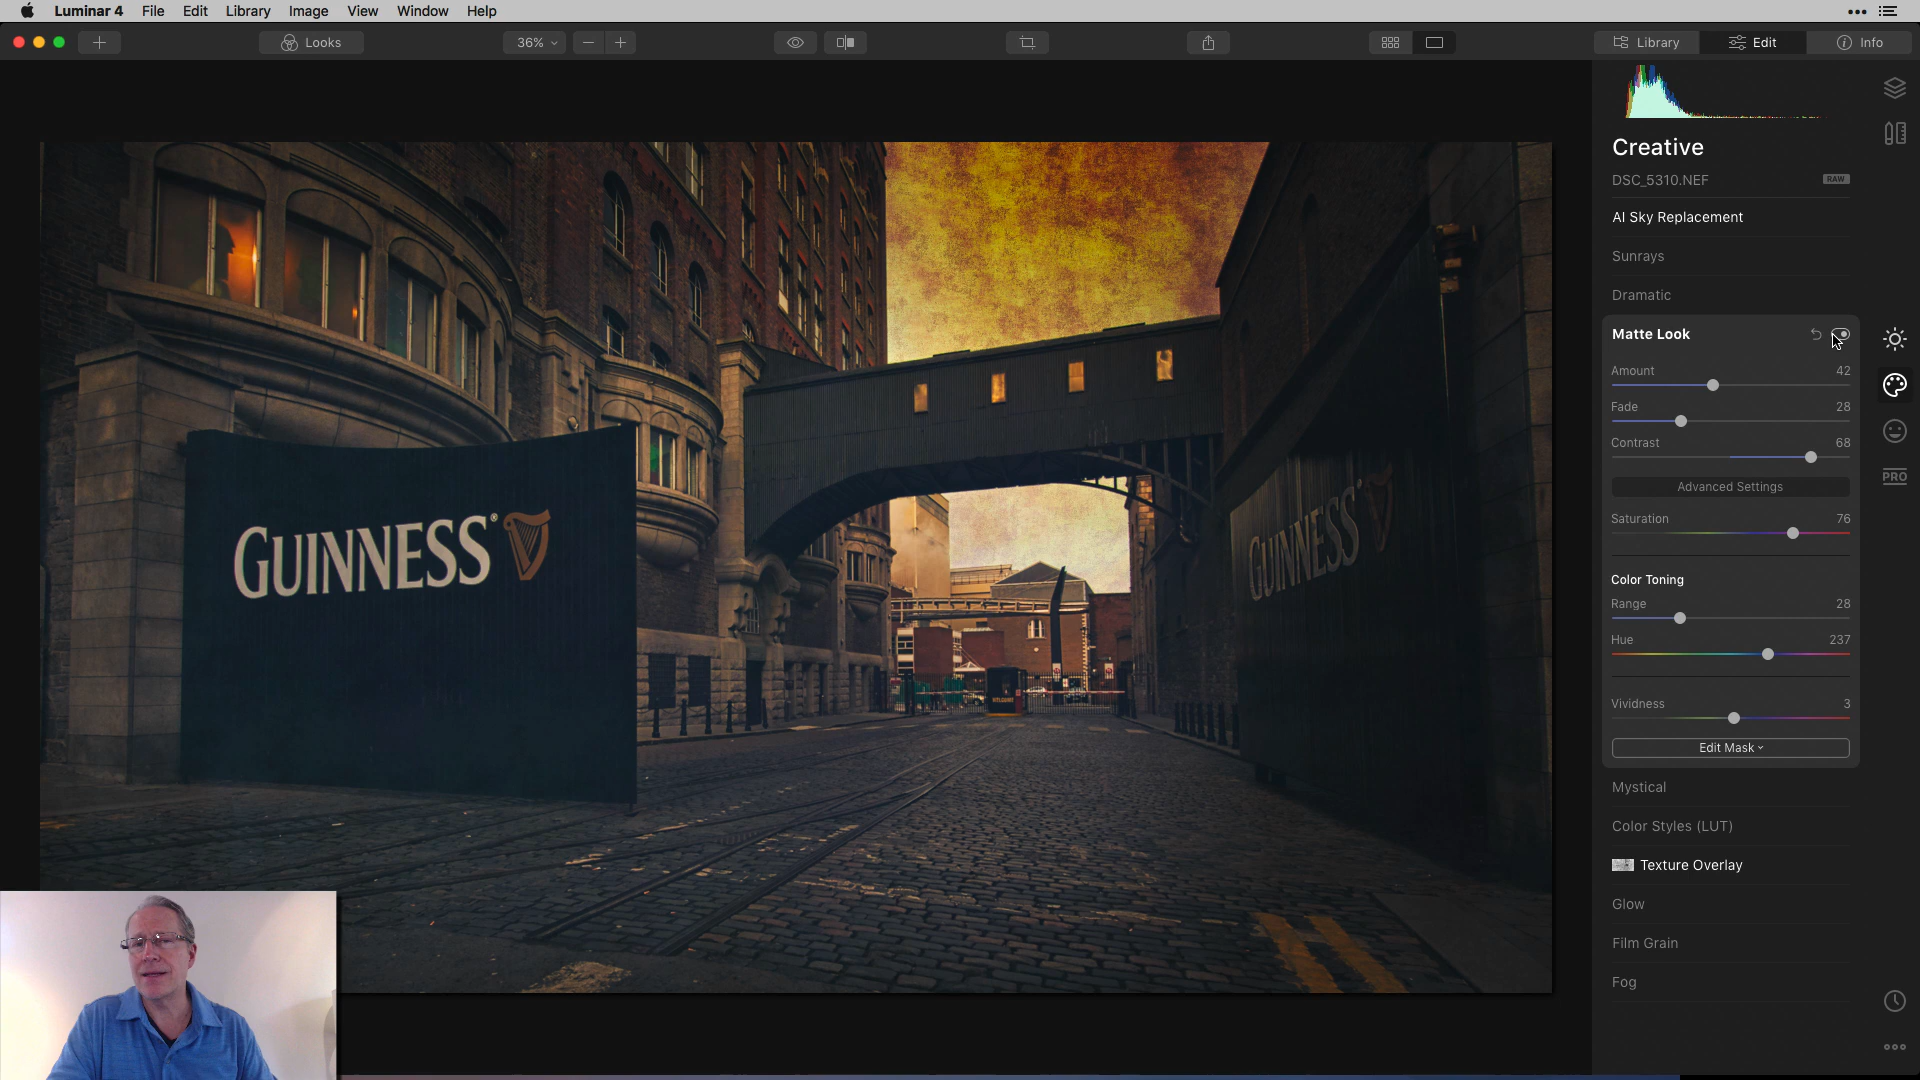 Luminar 4 File Edit Library Image View Window Help
Looks 36% Library Edit Info
Creative
DSC_5310.NEF RAW
AI Sky Replacement
Sunrays
Dramatic
Matte Look
Amount 42
Fade 28
Contrast 68
Advanced Settings
Saturation 76
Color Toning
Range 28
Hue 237
Vividness 3
Edit Mask
Mystical
Color Styles (LUT)
Texture Overlay
Glow
Film Grain
Fog
PRO
GUINNESS®
GUINNESS